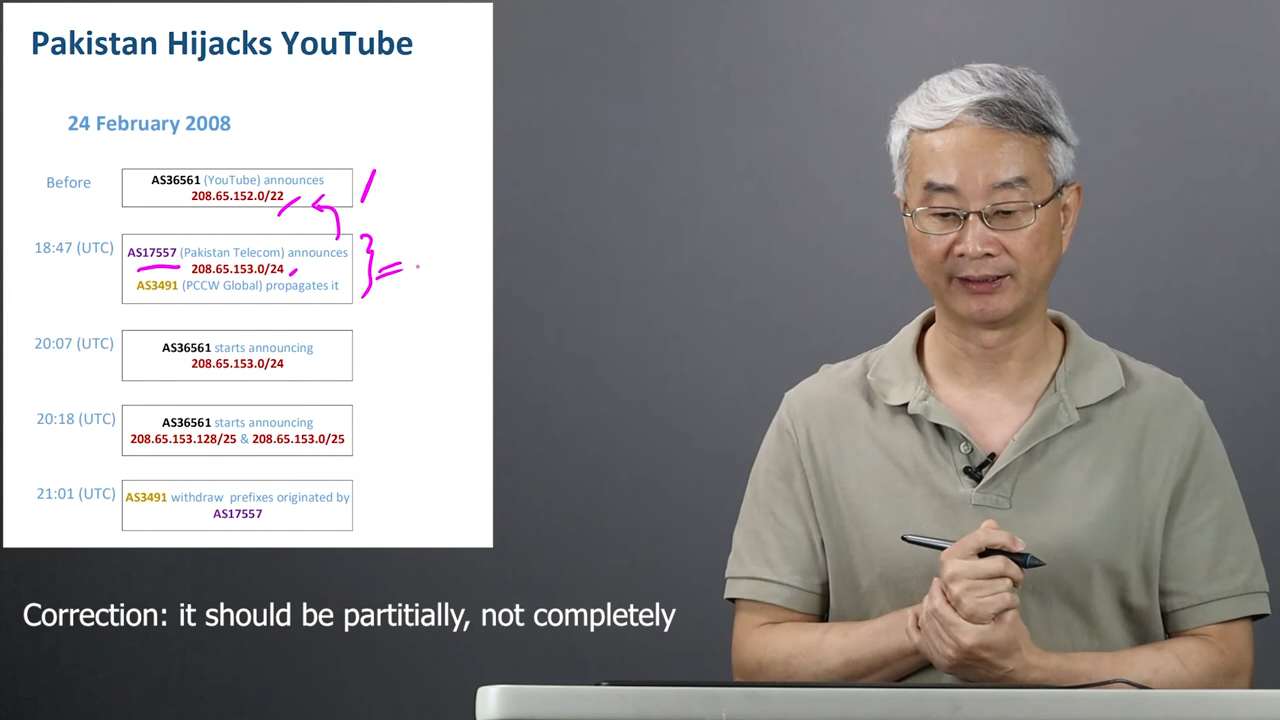 Pakistan Hijacks YouTube
24 February 2008
Before
AS36561 (YouTube) announces
208.65.152.0/22
18:47 (UTC)
AS17557 (Pakistan Telecom) announces
208.65.153.0/24
AS3491 (PCCW Global) propagates it
20:07 (UTC)
AS36561 starts announcing
208.65.153.0/24
20:18 (UTC)
AS36561 starts announcing
208.65.153.128/25 & 208.65.153.0/25
21:01 (UTC)
AS3491 withdraw prefixes originated by
AS17557
Correction: it should be partitially, not completely